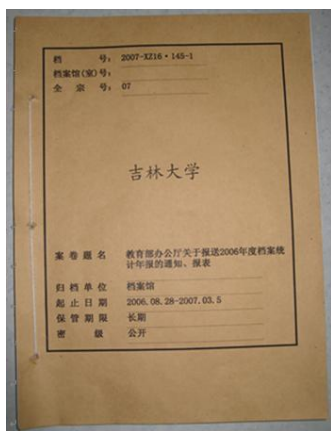 档 号：2007-XZ16·145-1
档案馆(室)号：
全 宗 号：07
吉林大学
案卷题名 教育部办公厅关于报送2006年度档案统
计年报的通知、报表
归档单位 档案馆
起止日期 2006.08.28-2007.03.5
保管期限 长期
密 级 公开